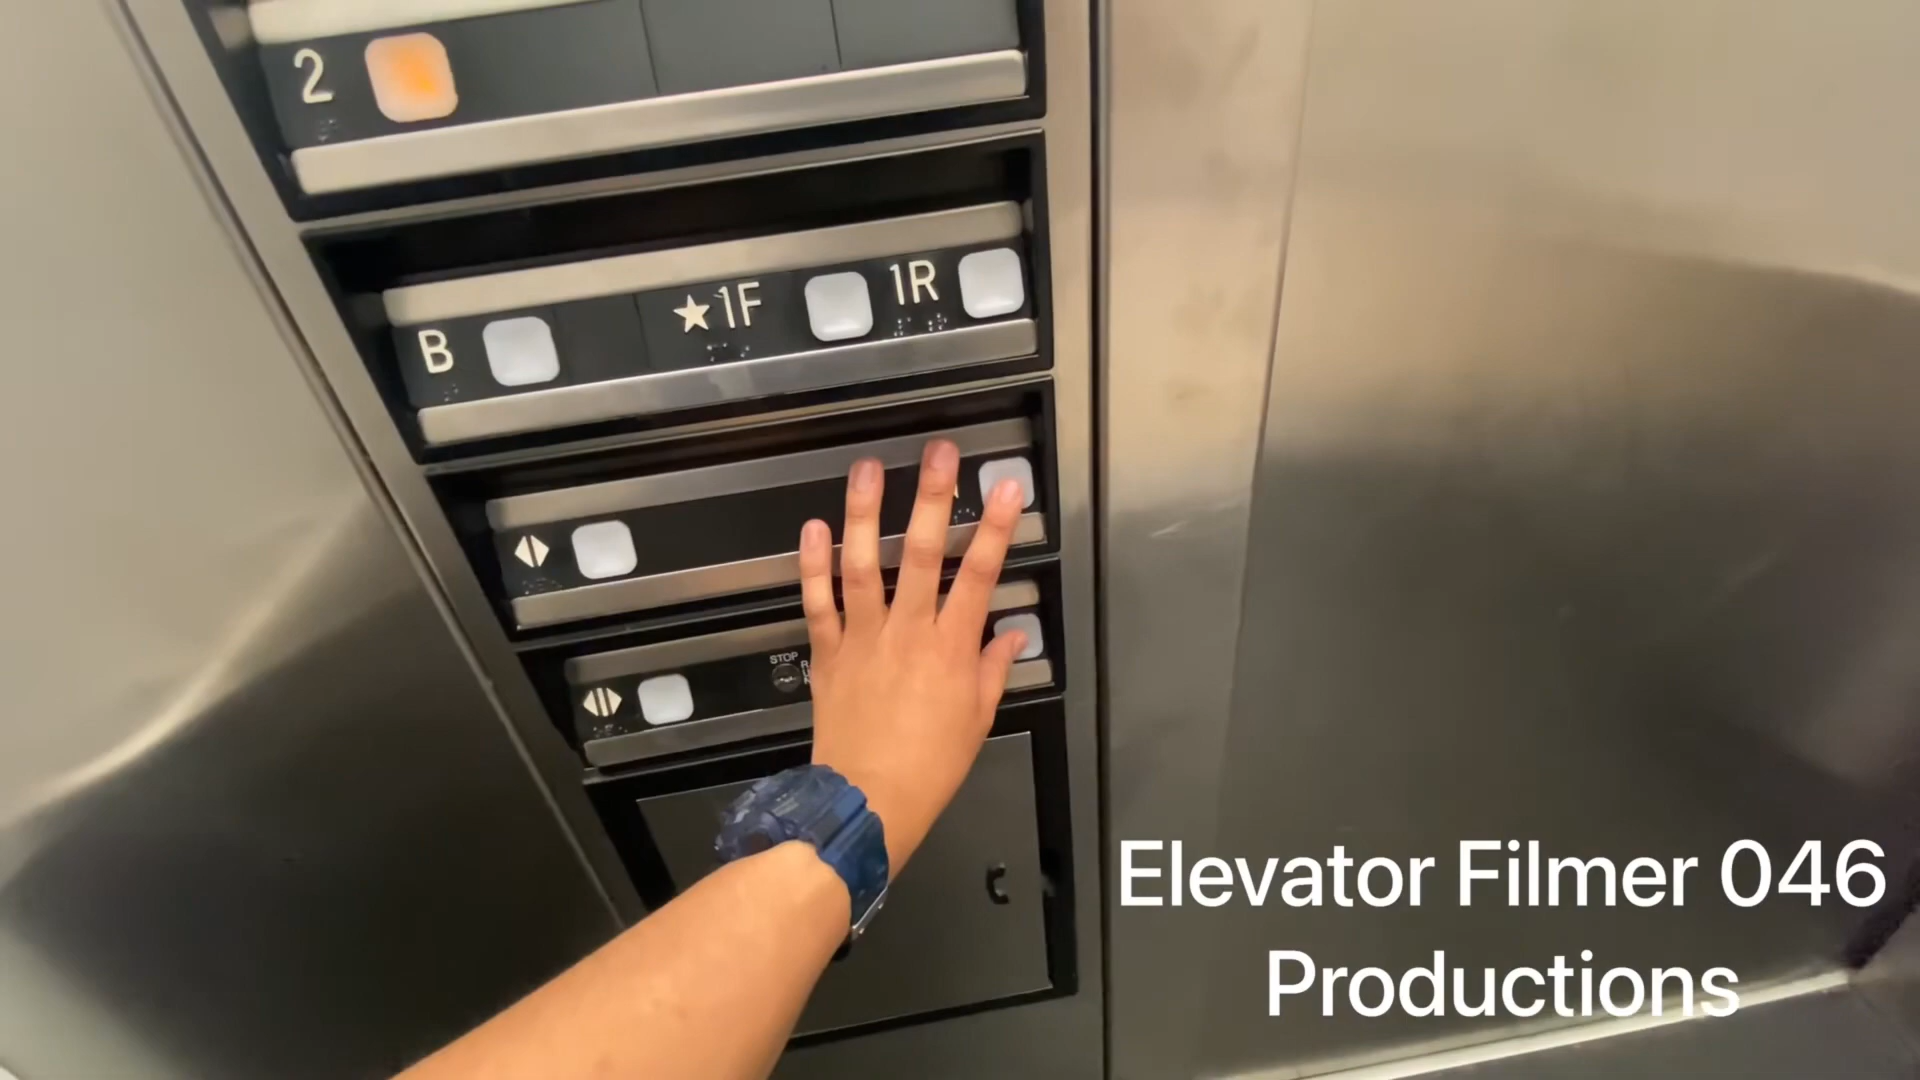 2
B ★1F 1R
STOP
Elevator Filmer 046
Productions